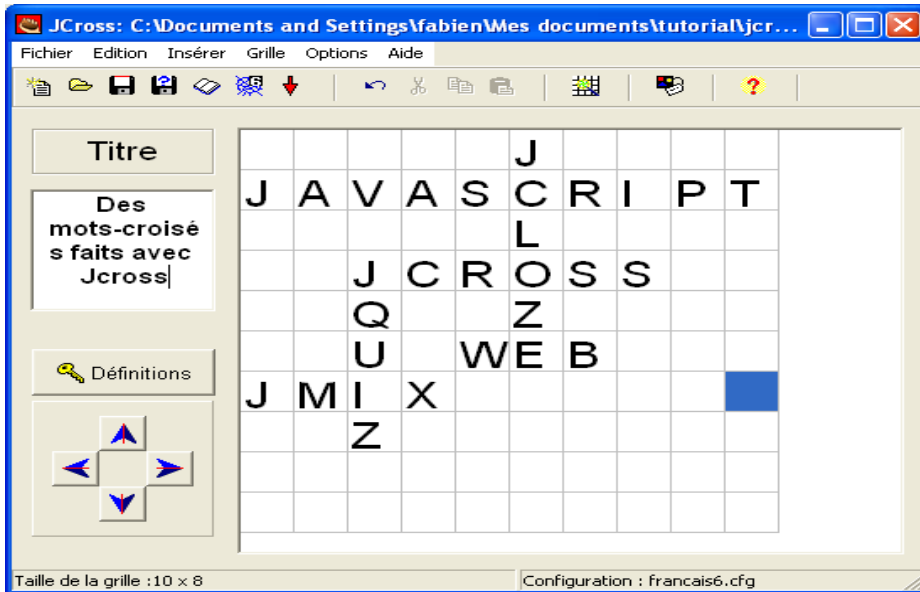 JCross: C:\Documents and Settings\fabien\Mes documents\tutorial\jcr...
Fichier Edition Insérer Grille Options Aide
?
Titre
Des
mots-croisé
s faits avec
Jcross
Définitions
J
J A V A S C R I P T
L
J C R O S S
Q Z
U W E B
J M I X
Z
Taille de la grille :10 x 8
Configuration : francais6.cfg